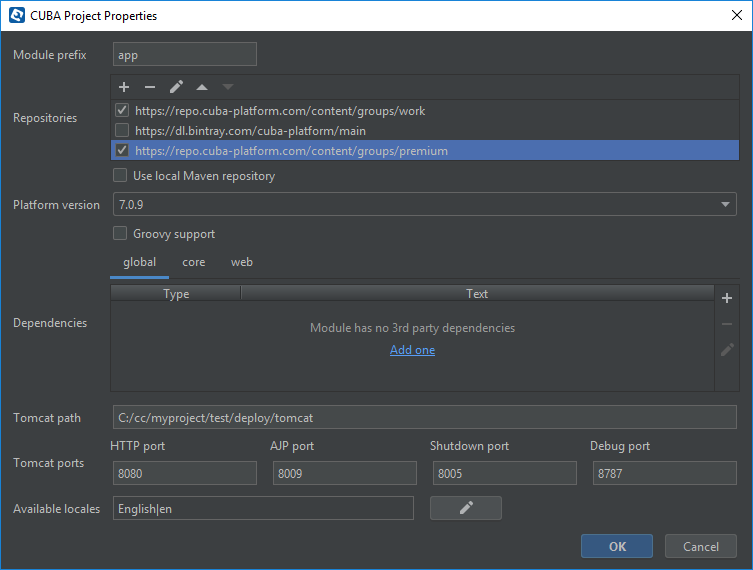 CUBA Project Properties
Module prefix
app
Repositories
https://repo.cuba-platform.com/content/groups/work
https://dl.bintray.com/cuba-platform/main
https://repo.cuba-platform.com/content/groups/premium
Use local Maven repository
Platform version
7.0.9
Groovy support
global core web
Dependencies
Type Text
Module has no 3rd party dependencies
Add one
Tomcat path
C:/cc/myproject/test/deploy/tomcat
Tomcat ports
HTTP port AJP port Shutdown port Debug port
8080 8009 8005 8787
Available locales
English|en
OK Cancel